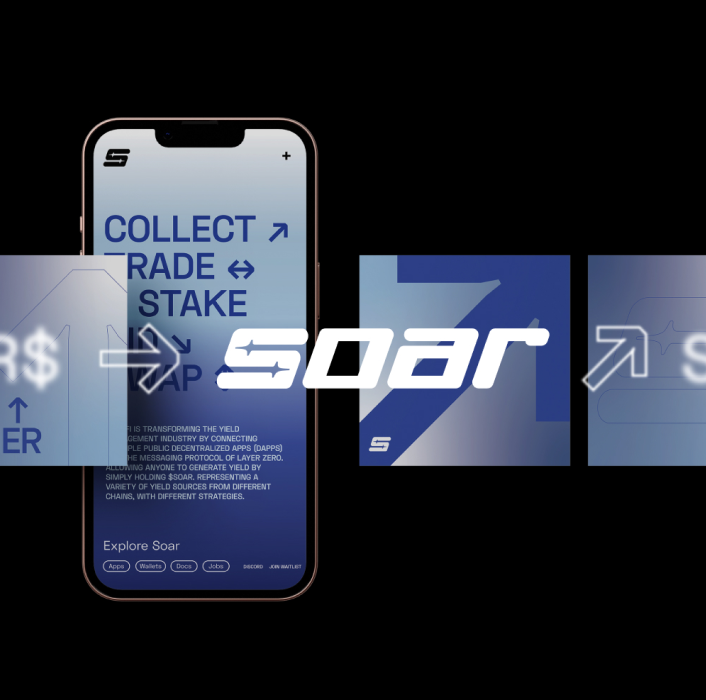 COLLECT ↗
TRADE ↔
STAKE
soar
R$
↑
ER
S
IS TRANSFORMING THE YIELD
GEMENT INDUSTRY BY CONNECTING
PLE PUBLIC DECENTRALIZED APPS (DAPPS)
HE MESSAGING PROTOCOL OF LAYER ZERO.
ALLOWING ANYONE TO GENERATE YIELD BY
SIMPLY HOLDING $SOAR. REPRESENTING A
VARIETY OF YIELD SOURCES FROM DIFFERENT
CHAINS, WITH DIFFERENT STRATEGIES.
Explore Soar
Apps Wallets Docs Jobs DISCORD JOIN WAITLIST